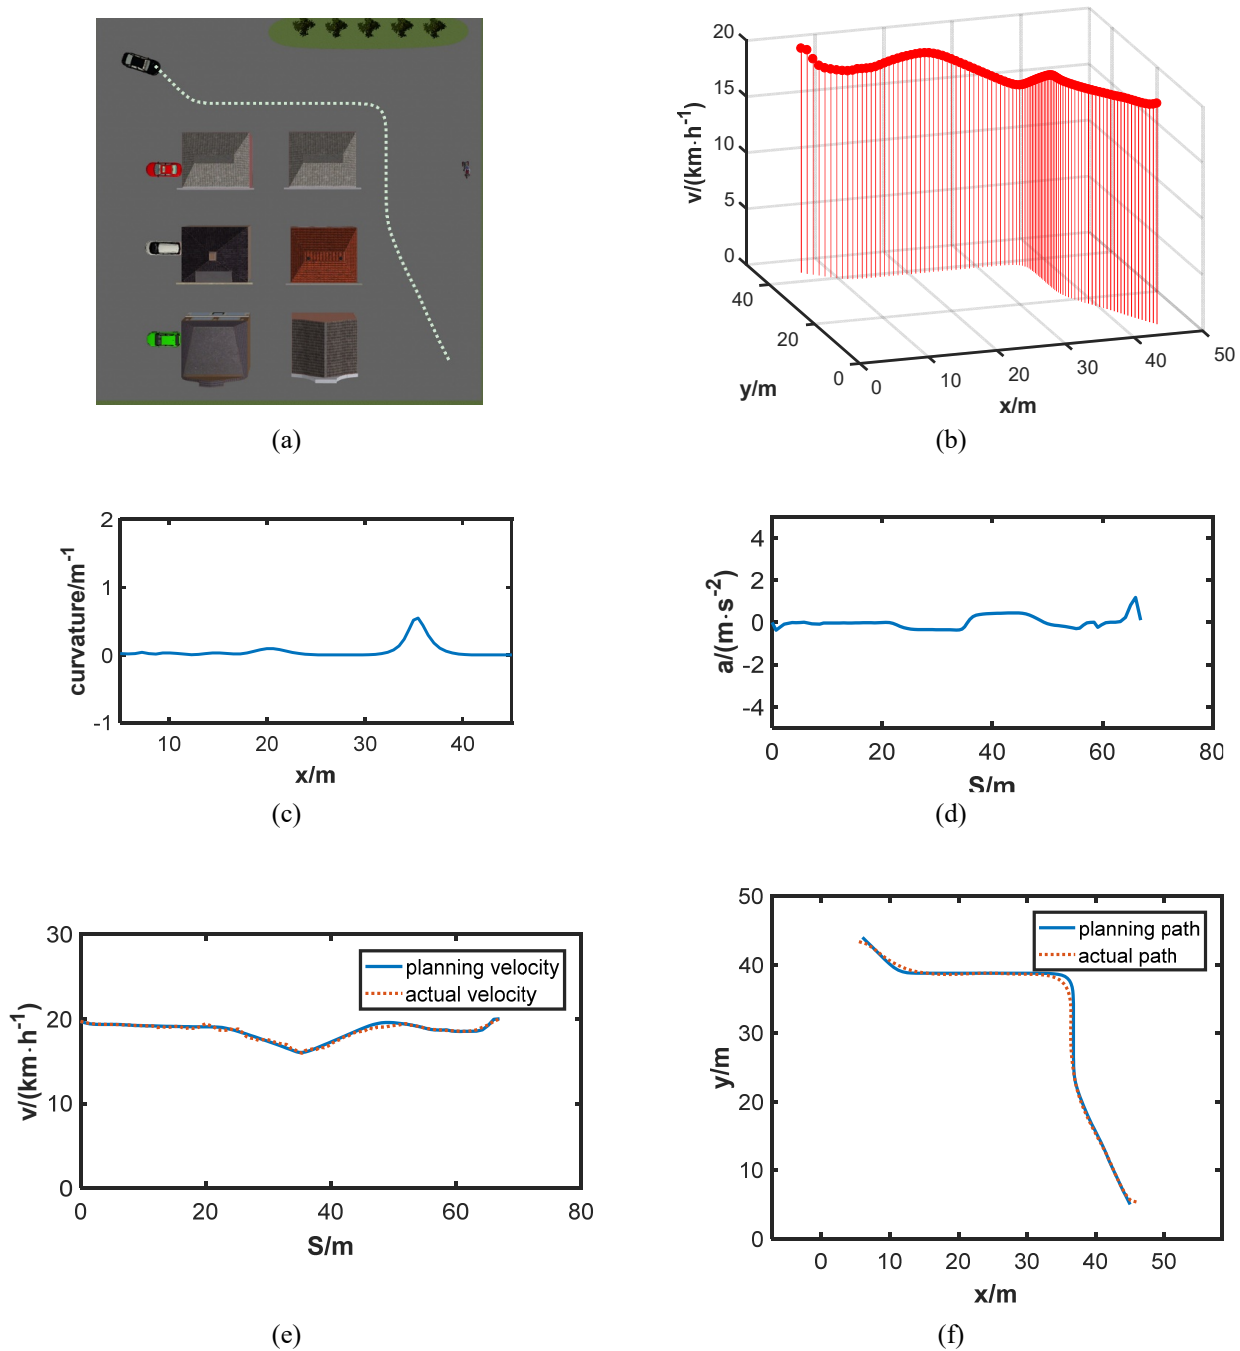 20
15
10
5
0
v/(km·h⁻¹)
40
20
0
y/m
0
10
20
30
40
50
x/m
(a)
(b)
2
1
0
-1
curvature/m⁻¹
10
20
30
40
x/m
(c)
4
2
0
-2
-4
a/(m·s⁻²)
0
20
40
60
80
S/m
(d)
30
20
10
0
v/(km·h⁻¹)
planning velocity
actual velocity
0
20
40
60
80
S/m
(e)
50
40
30
20
10
0
y/m
planning path
actual path
0
10
20
30
40
50
x/m
(f)